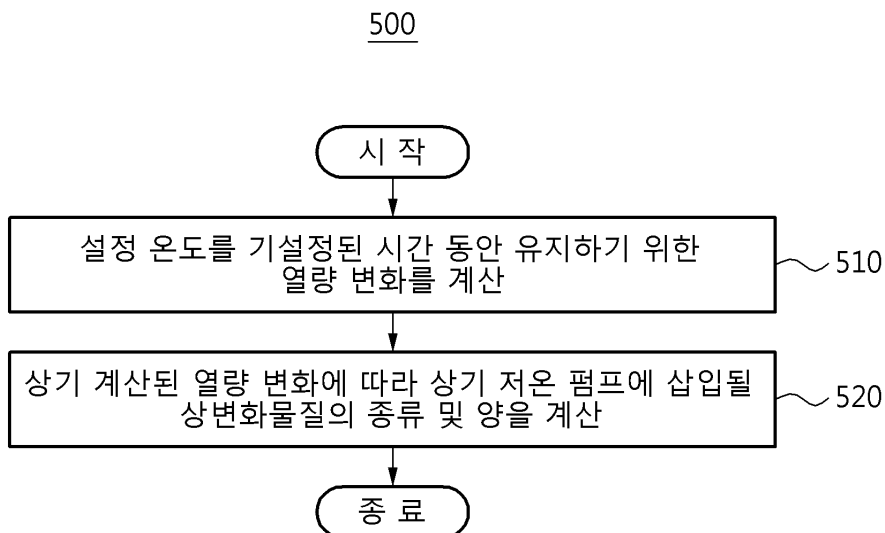 500
시 작
설정 온도를 기설정된 시간 동안 유지하기 위한
열량 변화를 계산
510
상기 계산된 열량 변화에 따라 상기 저온 펌프에 삽입될
상변화물질의 종류 및 양을 계산
520
종 료